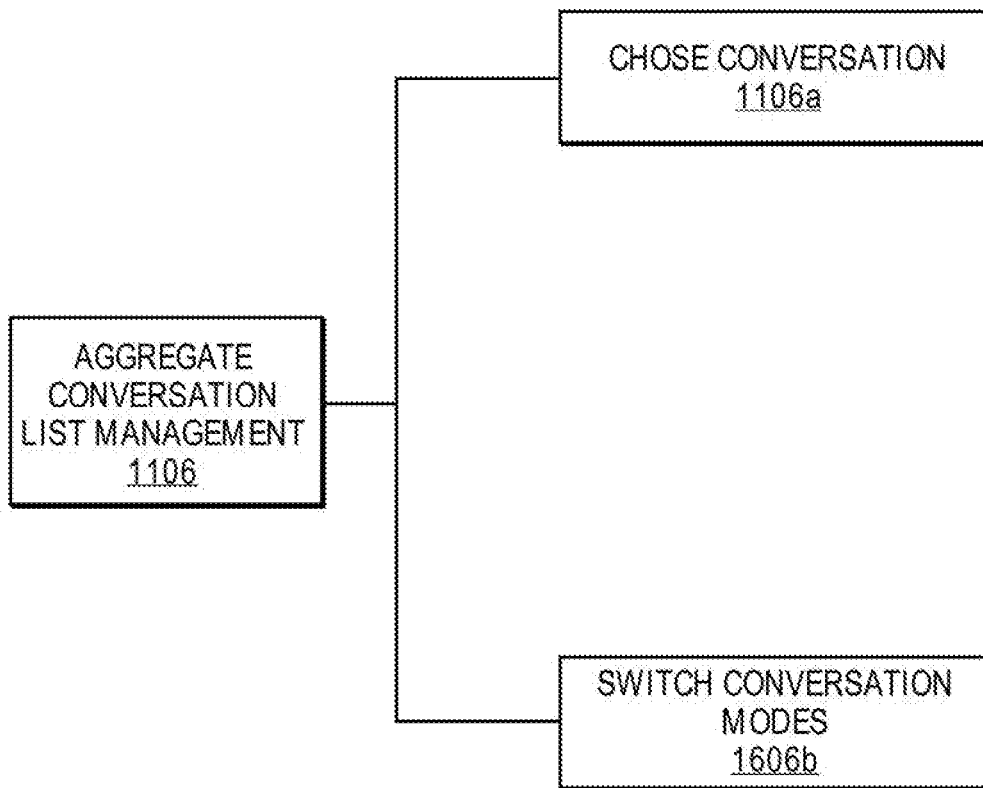 CHOSE CONVERSATION
1106a
AGGREGATE
CONVERSATION
LIST MANAGEMENT
1106
SWITCH CONVERSATION
MODES
1606b